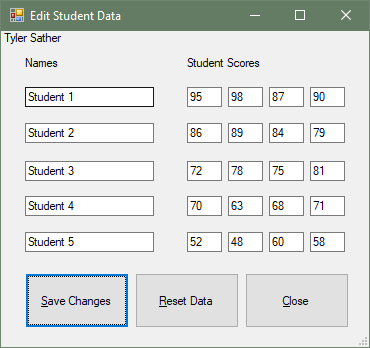 Edit Student Data
Tyler Sather
Names Student Scores
Student 1 95 98 87 90
Student 2 86 89 84 79
Student 3 72 78 75 81
Student 4 70 63 68 71
Student 5 52 48 60 58
Save Changes Reset Data Close